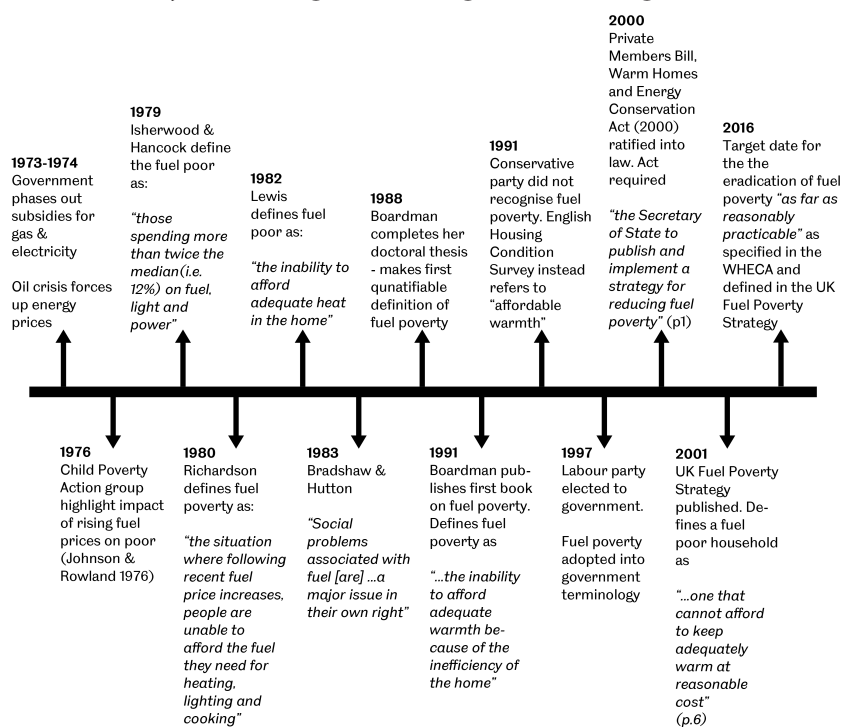 1973-1974
Government
phases out
subsidies for
gas &
electricity
Oil crisis forces
up energy
prices
1976
Child Poverty
Action group
highlight impact
of rising fuel
prices on poor
(Johnson &
Rowland 1976)
1979
Isherwood &
Hancock define
the fuel poor
as:
“those
spending more
than twice the
median(i.e.
12%) on fuel,
light and
power”
1980
Richardson
defines fuel
poverty as:
“the situation
where following
recent fuel
price increases,
people are
unable to
afford the fuel
they need for
heating,
lighting and
cooking”
1982
Lewis
defines fuel
poor as:
“the inability to
afford
adequate heat
in the home”
1983
Bradshaw &
Hutton
“Social
problems
associated with
fuel [are] ...a
major issue in
their own right”
1988
Boardman
completes her
doctoral thesis
- makes first
qunatifiable
definition of
fuel poverty
1991
Boardman pub-
lishes first book
on fuel poverty.
Defines fuel
poverty as
“...the inability
to afford
adequate
warmth be-
cause of the
inefficiency of
the home”
1991
Conservative
party did not
recognise fuel
poverty. English
Housing
Condition
Survey instead
refers to
“affordable
warmth”
1997
Labour party
elected to
government.
Fuel poverty
adopted into
government
terminology
2000
Private
Members Bill,
Warm Homes
and Energy
Conservation
Act (2000)
ratified into
law. Act
required
“the Secretary
of State to
publish and
implement a
strategy for
reducing fuel
poverty” (p1)
2001
UK Fuel Poverty
Strategy
published. De-
fines a fuel
poor household
as
“...one that
cannot afford
to keep
adequately
warm at
reasonable
cost”
(p.6)
2016
Target date for
the the
eradication of fuel
poverty “as far as
reasonably
practicable” as
specified in the
WHECA and
defined in the UK
Fuel Poverty
Strategy